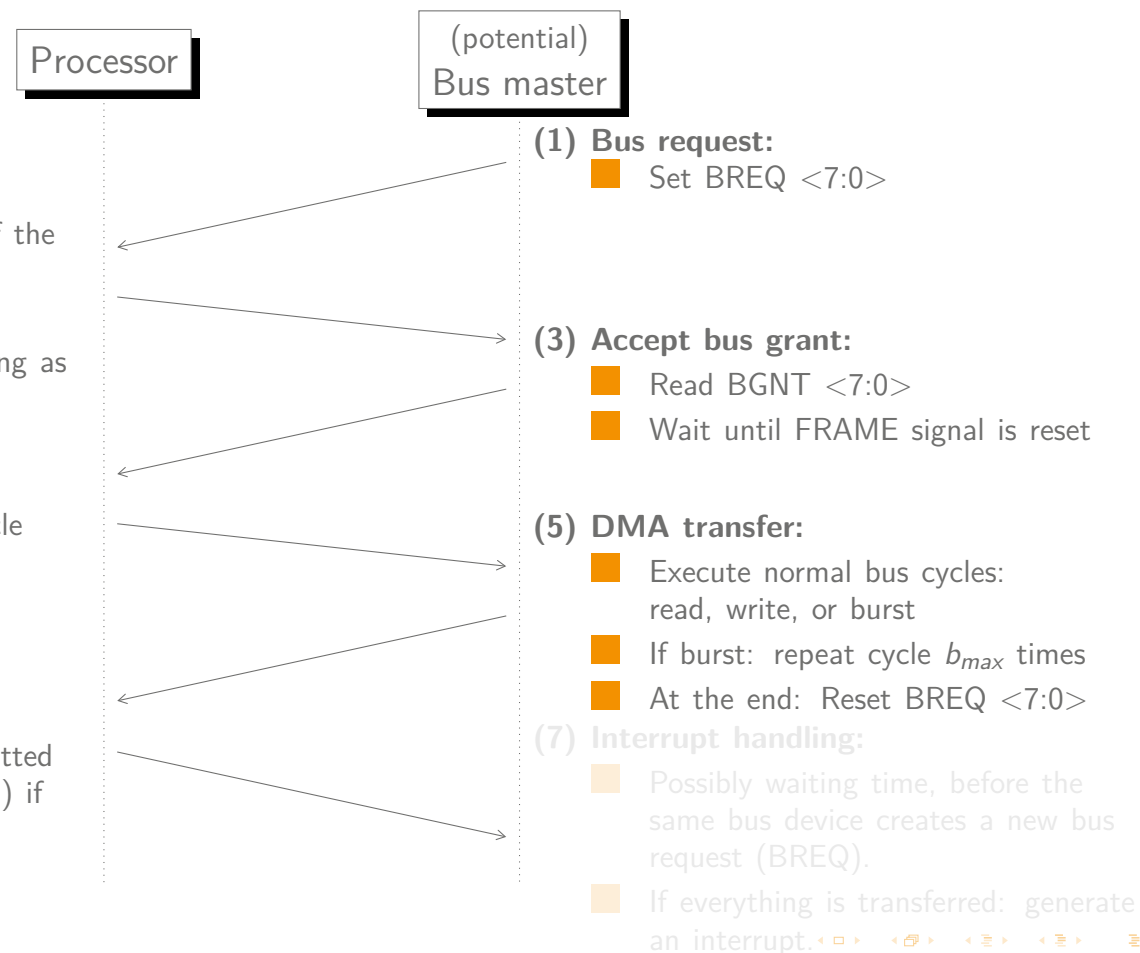 Processor
(potential)
Bus master
(1) Bus request:
Set BREQ <7:0>
f the
(3) Accept bus grant:
ng as
Read BGNT <7:0>
Wait until FRAME signal is reset
cle
(5) DMA transfer:
Execute normal bus cycles:
read, write, or burst
If burst: repeat cycle bmax times
At the end: Reset BREQ <7:0>
(7) Interrupt handling:
tted
) if
Possibly waiting time, before the
same bus device creates a new bus
request (BREQ).
If everything is transferred: generate
an interrupt.